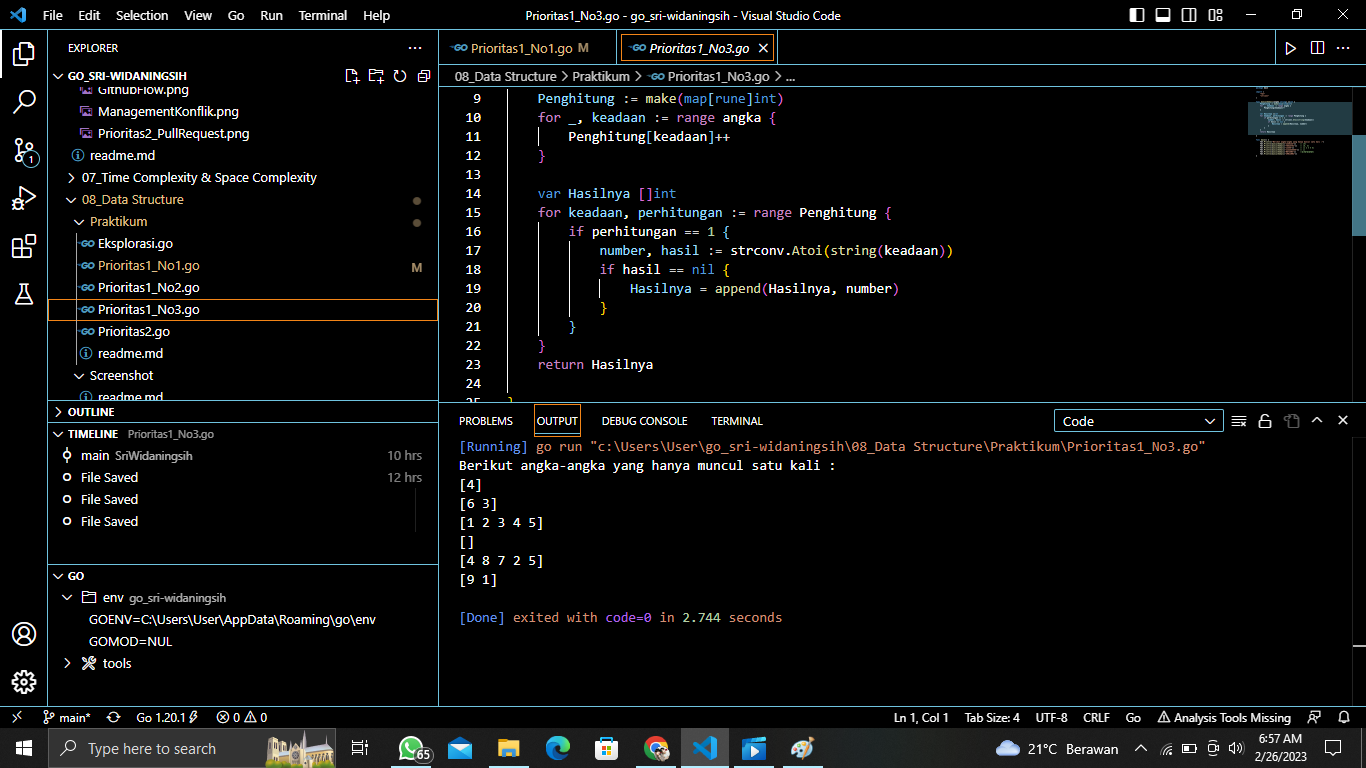 File Edit Selection View Go Run Terminal Help
Prioritas1_No3.go - go_sri-widaningsih - Visual Studio Code
EXPLORER
GO_SRI-WIDANINGSIH
GithubFlow.png
ManagementKonflik.png
Prioritas2_PullRequest.png
readme.md
07_Time Complexity & Space Complexity
08_Data Structure
Praktikum
Eksplorasi.go
Prioritas1_No1.go M
Prioritas1_No2.go
Prioritas1_No3.go
Prioritas2.go
readme.md
Screenshot
readme.md
OUTLINE
TIMELINE Prioritas1_No3.go
main SriWidaningsih 10 hrs
File Saved 12 hrs
File Saved
File Saved
GO
env go_sri-widaningsih
GOENV=C:\Users\User\AppData\Roaming\go\env
GOMOD=NUL
tools
Prioritas1_No1.go M
Prioritas1_No3.go
08_Data Structure > Praktikum > Prioritas1_No3.go > ...
9 Penghitung := make(map[rune]int)
10 for _, keadaan := range angka {
11 Penghitung[keadaan]++
12 }
13
14 var Hasilnya []int
15 for keadaan, perhitungan := range Penghitung {
16 if perhitungan == 1 {
17 number, hasil := strconv.Atoi(string(keadaan))
18 if hasil == nil {
19 Hasilnya = append(Hasilnya, number)
20 }
21 }
22 }
23 return Hasilnya
24
25 }
PROBLEMS OUTPUT DEBUG CONSOLE TERMINAL
Code
[Running] go run "c:\Users\User\go_sri-widaningsih\08_Data Structure\Praktikum\Prioritas1_No3.go"
Berikut angka-angka yang hanya muncul satu kali :
[4]
[6 3]
[1 2 3 4 5]
[]
[4 8 7 2 5]
[9 1]
[Done] exited with code=0 in 2.744 seconds
1
main* Go 1.20.1 0 0
Ln 1, Col 1 Tab Size: 4 UTF-8 CRLF Go Analysis Tools Missing
Type here to search
65
21°C Berawan
6:57 AM
2/26/2023